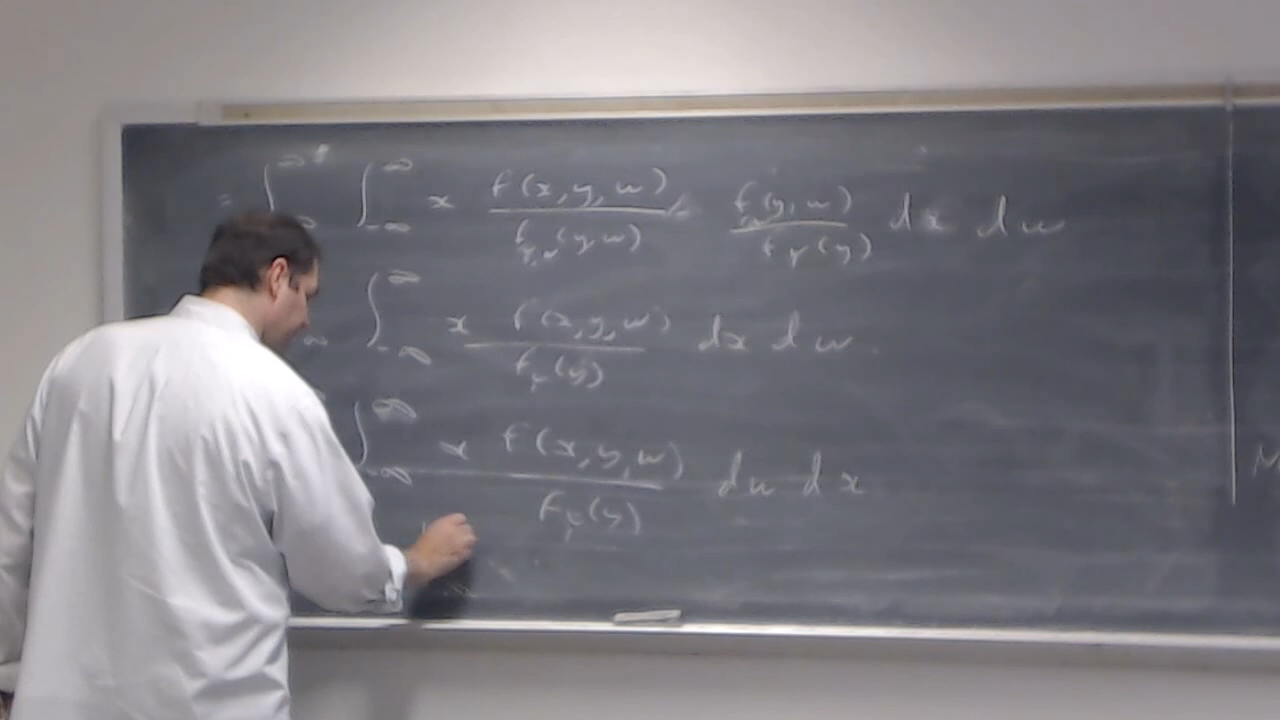 = ∫_{-∞}^{∞} ∫_{-∞}^{∞} x f(x,y,w)/f_{Y,W}(y,w) f(y,w)/f_Y(y) dx dw
∫_{-∞}^{∞} x f(x,y,w)/f_Y(y) dx dw
∫_{-∞}^{∞} x f(x,y,w)/f_Y(y) dw dx